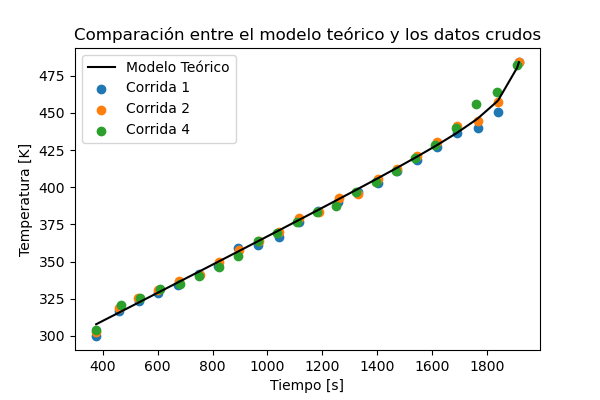 Comparación entre el modelo teórico y los datos crudos
Modelo Teórico
Corrida 1
Corrida 2
Corrida 4
Temperatura [K]
475
450
425
400
375
350
325
300
400 600 800 1000 1200 1400 1600 1800
Tiempo [s]